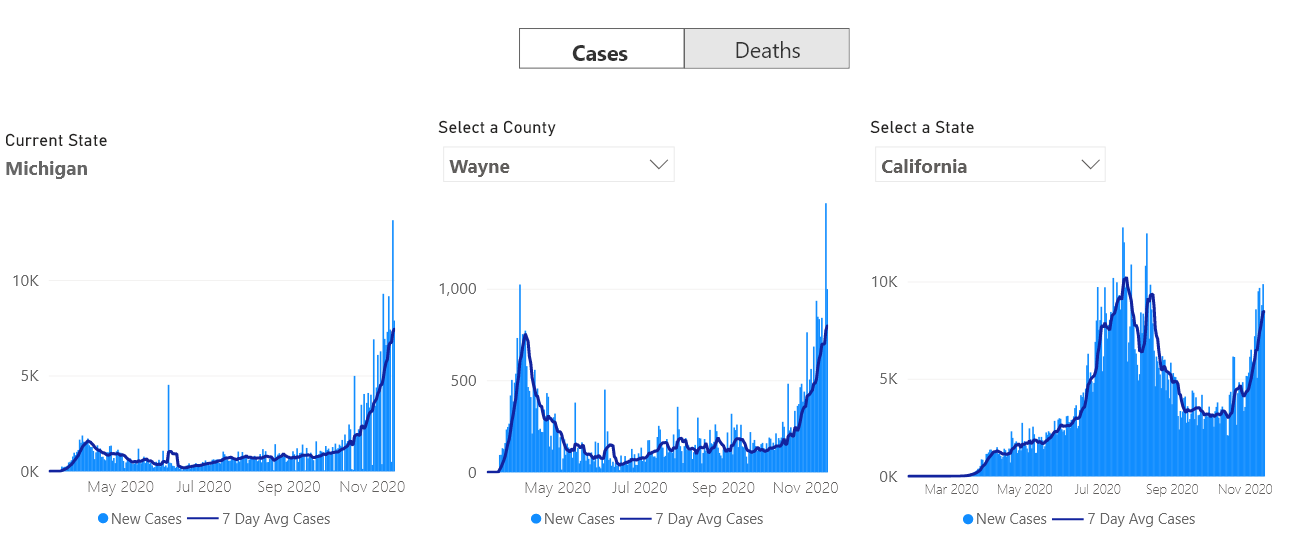 Cases Deaths
Current State
Michigan
10K
5K
0K
May 2020 Jul 2020 Sep 2020 Nov 2020
New Cases 7 Day Avg Cases
Select a County
Wayne
1,000
500
0
May 2020 Jul 2020 Sep 2020 Nov 2020
New Cases 7 Day Avg Cases
Select a State
California
10K
5K
0K
Mar 2020 May 2020 Jul 2020 Sep 2020 Nov 2020
New Cases 7 Day Avg Cases